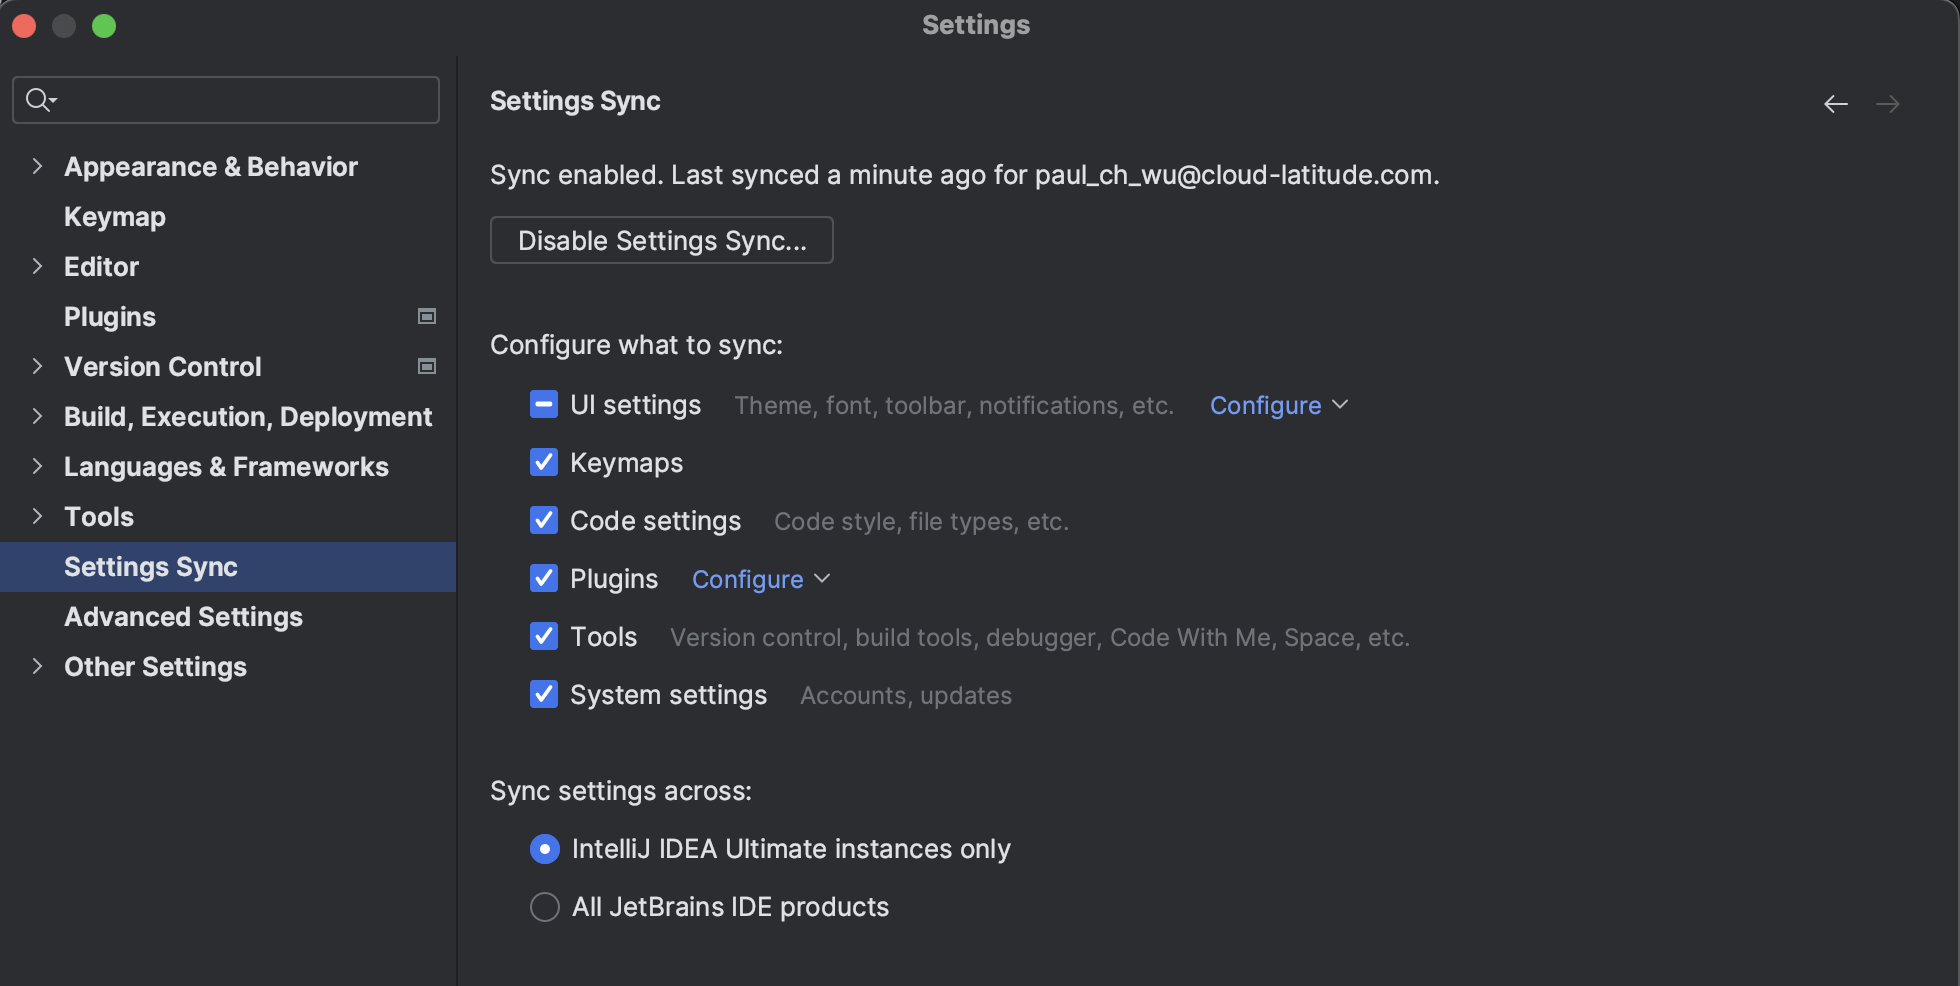 Settings
Appearance & Behavior
Keymap
Editor
Plugins
Version Control
Build, Execution, Deployment
Languages & Frameworks
Tools
Settings Sync
Advanced Settings
Other Settings
Settings Sync
Sync enabled. Last synced a minute ago for paul_ch_wu@cloud-latitude.com.
Disable Settings Sync...
Configure what to sync:
UI settings Theme, font, toolbar, notifications, etc. Configure
Keymaps
Code settings Code style, file types, etc.
Plugins Configure
Tools Version control, build tools, debugger, Code With Me, Space, etc.
System settings Accounts, updates
Sync settings across:
IntelliJ IDEA Ultimate instances only
All JetBrains IDE products